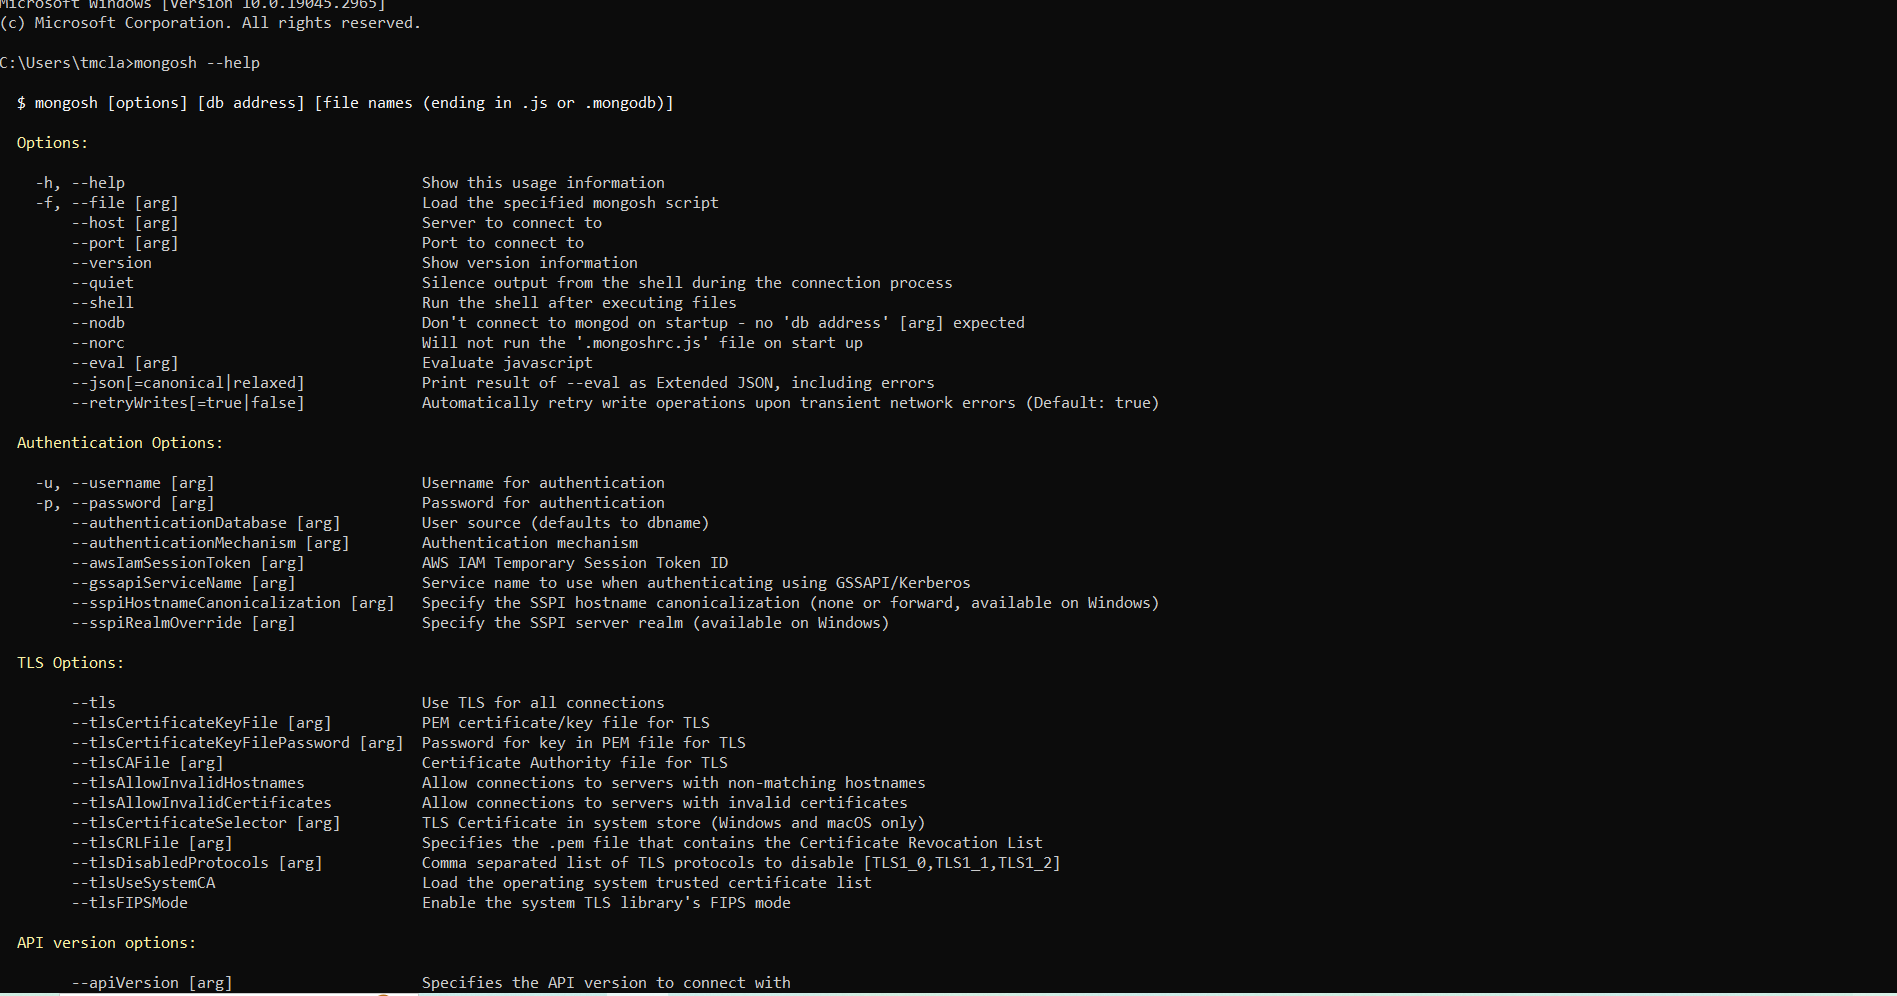 Microsoft Windows [Version 10.0.19045.2965]
(c) Microsoft Corporation. All rights reserved.
C:\Users\tmcla>mongosh --help
$ mongosh [options] [db address] [file names (ending in .js or .mongodb)]
Options:
-h, --help Show this usage information
-f, --file [arg] Load the specified mongosh script
--host [arg] Server to connect to
--port [arg] Port to connect to
--version Show version information
--quiet Silence output from the shell during the connection process
--shell Run the shell after executing files
--nodb Don't connect to mongod on startup - no 'db address' [arg] expected
--norc Will not run the '.mongoshrc.js' file on start up
--eval [arg] Evaluate javascript
--json[=canonical|relaxed] Print result of --eval as Extended JSON, including errors
--retryWrites[=true|false] Automatically retry write operations upon transient network errors (Default: true)
Authentication Options:
-u, --username [arg] Username for authentication
-p, --password [arg] Password for authentication
--authenticationDatabase [arg] User source (defaults to dbname)
--authenticationMechanism [arg] Authentication mechanism
--awsIamSessionToken [arg] AWS IAM Temporary Session Token ID
--gssapiServiceName [arg] Service name to use when authenticating using GSSAPI/Kerberos
--sspiHostnameCanonicalization [arg] Specify the SSPI hostname canonicalization (none or forward, available on Windows)
--sspiRealmOverride [arg] Specify the SSPI server realm (available on Windows)
TLS Options:
--tls Use TLS for all connections
--tlsCertificateKeyFile [arg] PEM certificate/key file for TLS
--tlsCertificateKeyFilePassword [arg] Password for key in PEM file for TLS
--tlsCAFile [arg] Certificate Authority file for TLS
--tlsAllowInvalidHostnames Allow connections to servers with non-matching hostnames
--tlsAllowInvalidCertificates Allow connections to servers with invalid certificates
--tlsCertificateSelector [arg] TLS Certificate in system store (Windows and macOS only)
--tlsCRLFile [arg] Specifies the .pem file that contains the Certificate Revocation List
--tlsDisabledProtocols [arg] Comma separated list of TLS protocols to disable [TLS1_0,TLS1_1,TLS1_2]
--tlsUseSystemCA Load the operating system trusted certificate list
--tlsFIPSMode Enable the system TLS library's FIPS mode
API version options:
--apiVersion [arg] Specifies the API version to connect with